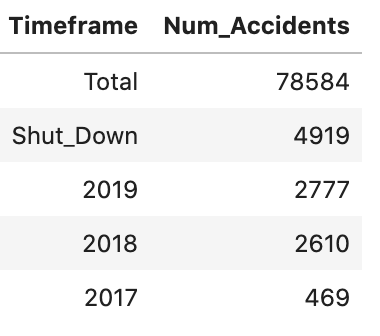 Timeframe Num_Accidents
Total 78584
Shut_Down 4919
2019 2777
2018 2610
2017 469